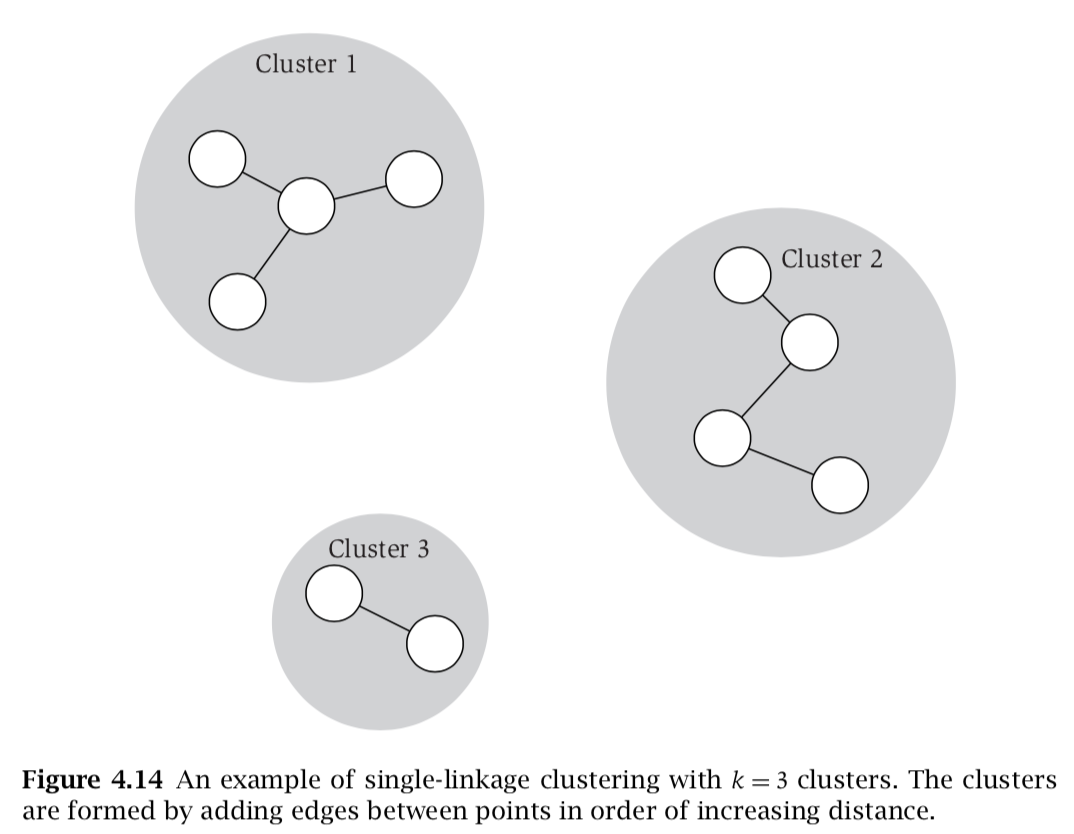 Cluster 1
Cluster 2
Cluster 3
Figure 4.14 An example of single-linkage clustering with k = 3 clusters. The clusters
are formed by adding edges between points in order of increasing distance.